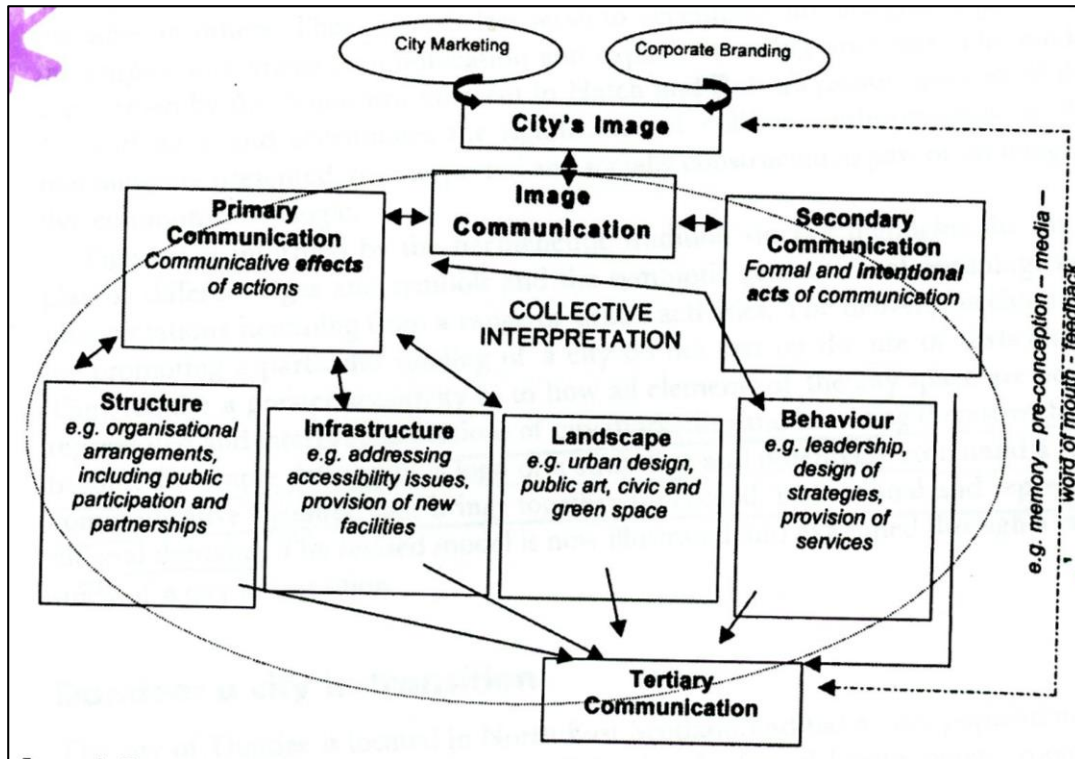 City Marketing
Corporate Branding
City's Image
Image
Communication
Primary
Communication
Communicative effects
of actions
Secondary
Communication
Formal and Intentional
acts of communication
COLLECTIVE
INTERPRETATION
Structure
e.g. organisational
arrangements,
including public
participation and
partnerships
Infrastructure
e.g. addressing
accessibility issues,
provision of new
facilities
Landscape
e.g. urban design,
public art, civic and
green space
Behaviour
e.g. leadership,
design of
strategies,
provision of
services
Tertiary
Communication
e.g. memory – pre-conception – media –
word of mouth - feedback